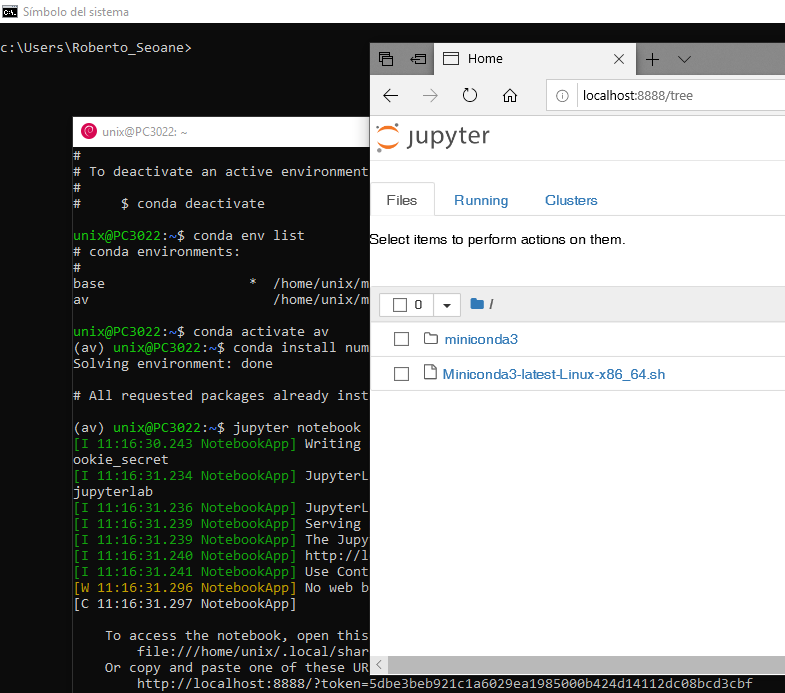 Símbolo del sistema
c:\Users\Roberto_Seoane>
unix@PC3022: ~
#
# To deactivate an active environment
#
#     $ conda deactivate
unix@PC3022:~$ conda env list
# conda environments:
#
base                  *  /home/unix/m
av                       /home/unix/m
unix@PC3022:~$ conda activate av
(av) unix@PC3022:~$ conda install num
Solving environment: done
# All requested packages already inst
(av) unix@PC3022:~$ jupyter notebook
[I 11:16:30.243 NotebookApp] Writing
ookie_secret
[I 11:16:31.234 NotebookApp] JupyterL
jupyterlab
[I 11:16:31.236 NotebookApp] JupyterL
[I 11:16:31.239 NotebookApp] Serving
[I 11:16:31.239 NotebookApp] The Jupy
[I 11:16:31.240 NotebookApp] http://l
[I 11:16:31.241 NotebookApp] Use Cont
[W 11:16:31.296 NotebookApp] No web b
[C 11:16:31.297 NotebookApp]
To access the notebook, open this
file:///home/unix/.local/shar
Or copy and paste one of these UR
http://localhost:8888/?token=5dbe3beb921c1a6029ea1985000b424d14112dc08bcd3cbf
Home
localhost:8888/tree
jupyter
Files Running Clusters
Select items to perform actions on them.
0 /
miniconda3
Miniconda3-latest-Linux-x86_64.sh